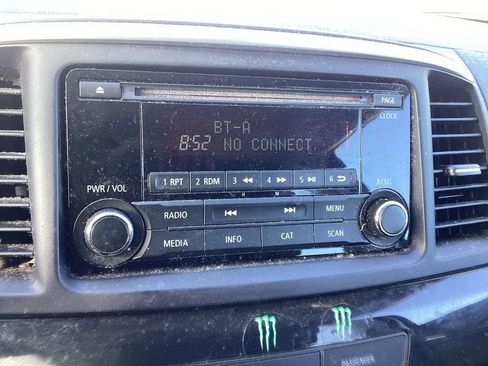 PAGE
CLOCK
BT-A
8:52 NO CONNECT.
1 RPT 2 RDM 3 ◀◀ 4 ▶▶ 5 ▶|| 6 ⮌
H M
PWR / VOL
♪/SEL
RADIO |◀◀ ▶▶| MENU
MEDIA INFO CAT SCAN
PASSENGER